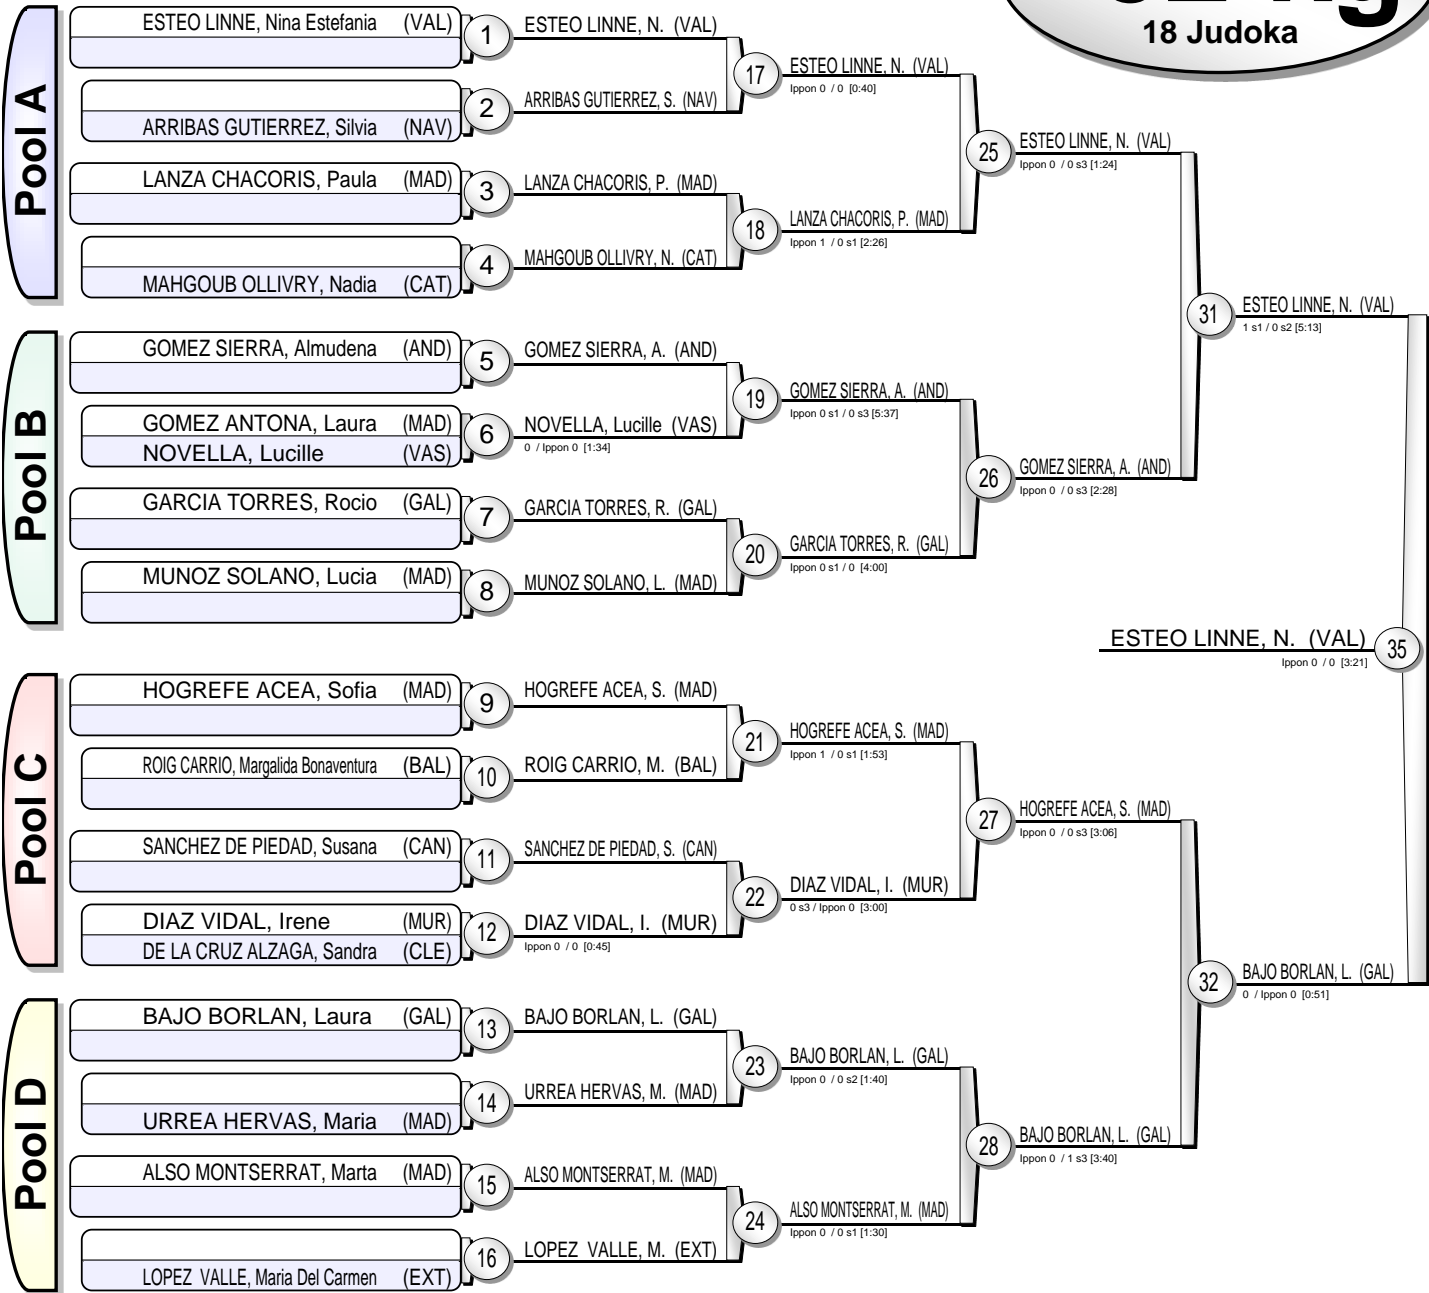 18 Judoka
Pool A
ESTEO LINNE, Nina Estefania (VAL)
1
ESTEO LINNE, N. (VAL)
2
ARRIBAS GUTIERREZ, Silvia (NAV)
ARRIBAS GUTIERREZ, S. (NAV)
17
ESTEO LINNE, N. (VAL)
Ippon 0 / 0 [0:40]
LANZA CHACORIS, Paula (MAD)
3
LANZA CHACORIS, P. (MAD)
4
MAHGOUB OLLIVRY, Nadia (CAT)
MAHGOUB OLLIVRY, N. (CAT)
18
LANZA CHACORIS, P. (MAD)
Ippon 1 / 0 s1 [2:26]
25
ESTEO LINNE, N. (VAL)
Ippon 0 / 0 s3 [1:24]
Pool B
GOMEZ SIERRA, Almudena (AND)
5
GOMEZ SIERRA, A. (AND)
GOMEZ ANTONA, Laura (MAD)
NOVELLA, Lucille (VAS)
6
NOVELLA, Lucille (VAS)
0 / Ippon 0 [1:34]
19
GOMEZ SIERRA, A. (AND)
Ippon 0 s1 / 0 s3 [5:37]
GARCIA TORRES, Rocio (GAL)
7
GARCIA TORRES, R. (GAL)
MUNOZ SOLANO, Lucia (MAD)
8
MUNOZ SOLANO, L. (MAD)
20
GARCIA TORRES, R. (GAL)
Ippon 0 s1 / 0 [4:00]
26
GOMEZ SIERRA, A. (AND)
Ippon 0 / 0 s3 [2:28]
31
ESTEO LINNE, N. (VAL)
1 s1 / 0 s2 [5:13]
ESTEO LINNE, N. (VAL)
35
Ippon 0 / 0 [3:21]
Pool C
HOGREFE ACEA, Sofia (MAD)
9
HOGREFE ACEA, S. (MAD)
ROIG CARRIO, Margalida Bonaventura (BAL)
10
ROIG CARRIO, M. (BAL)
21
HOGREFE ACEA, S. (MAD)
Ippon 1 / 0 s1 [1:53]
SANCHEZ DE PIEDAD, Susana (CAN)
11
SANCHEZ DE PIEDAD, S. (CAN)
DIAZ VIDAL, Irene (MUR)
DE LA CRUZ ALZAGA, Sandra (CLE)
12
DIAZ VIDAL, I. (MUR)
Ippon 0 / 0 [0:45]
22
DIAZ VIDAL, I. (MUR)
0 s3 / Ippon 0 [3:00]
27
HOGREFE ACEA, S. (MAD)
Ippon 0 / 0 s3 [3:06]
Pool D
BAJO BORLAN, Laura (GAL)
13
BAJO BORLAN, L. (GAL)
14
URREA HERVAS, Maria (MAD)
URREA HERVAS, M. (MAD)
23
BAJO BORLAN, L. (GAL)
Ippon 0 / 0 s2 [1:40]
ALSO MONTSERRAT, Marta (MAD)
15
ALSO MONTSERRAT, M. (MAD)
16
LOPEZ VALLE, Maria Del Carmen (EXT)
LOPEZ VALLE, M. (EXT)
24
ALSO MONTSERRAT, M. (MAD)
Ippon 0 / 0 s1 [1:30]
28
BAJO BORLAN, L. (GAL)
Ippon 0 / 1 s3 [3:40]
32
BAJO BORLAN, L. (GAL)
0 / Ippon 0 [0:51]